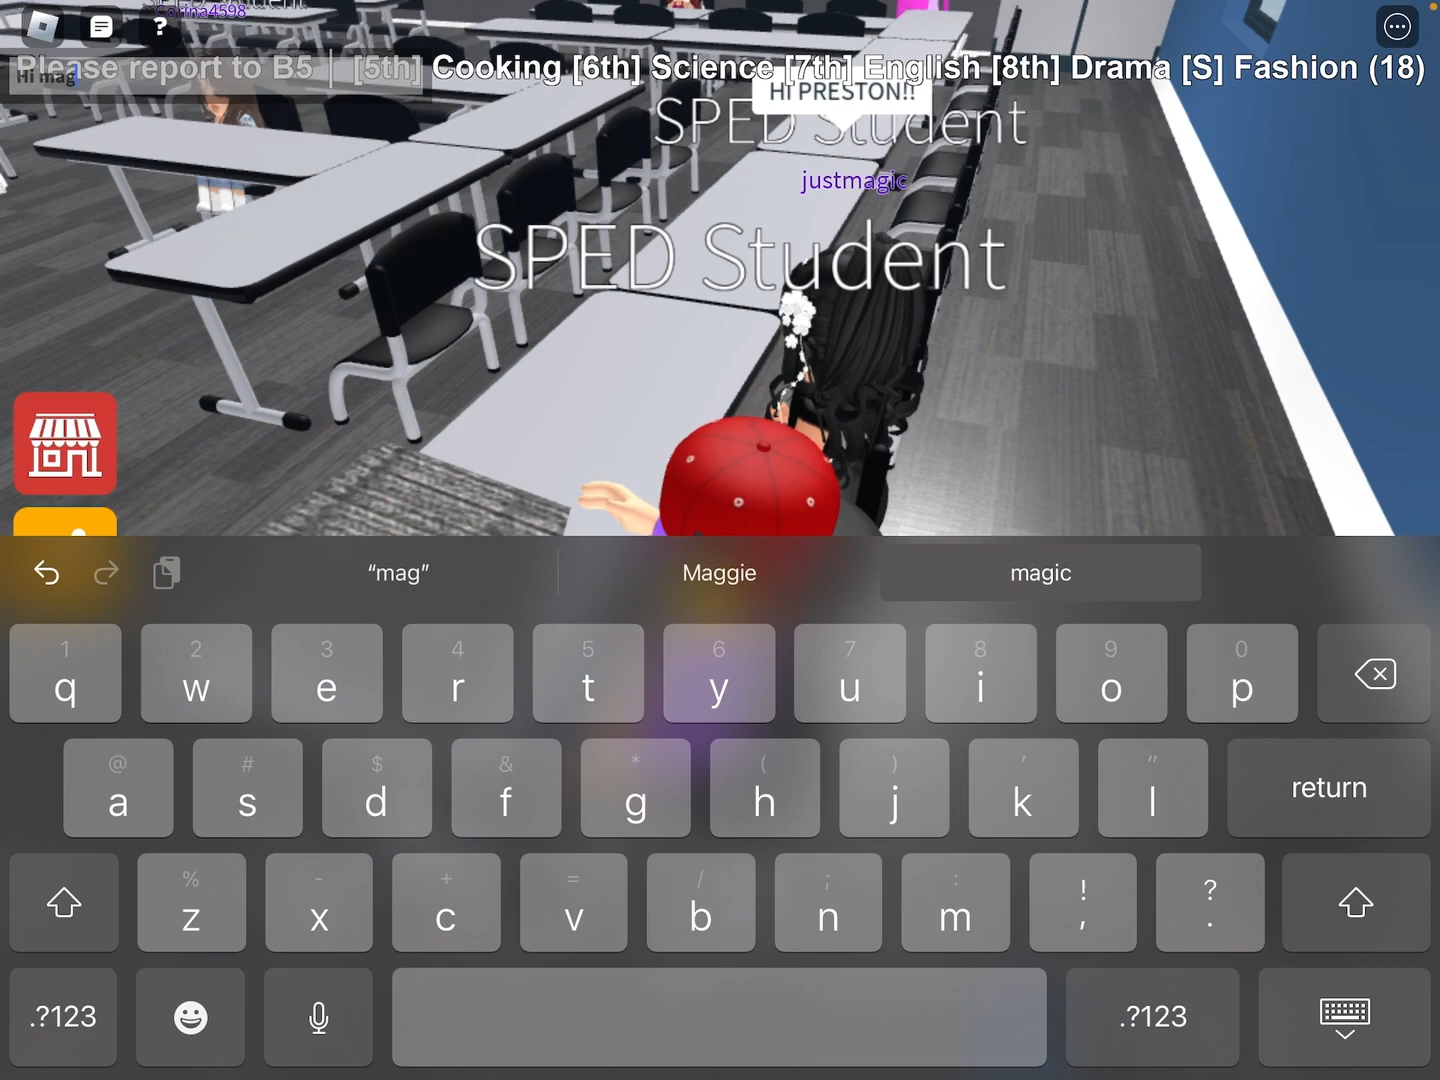 Corina4598
?
Please report to B5 | [5th] Cooking [6th] Science [7th] English [8th] Drama [S] Fashion (18)
Hi mag
HI PRESTON!!
SPED Student
justmagic
SPED Student
“mag”
Maggie
magic
1 2 3 4 5 6 7 8 9 0
q w e r t y u i o p
@ # $ & * ( ) ' "
a s d f g h j k l return
% - + = / ; : ! ?
z x c v b n m , .
.?123 .?123